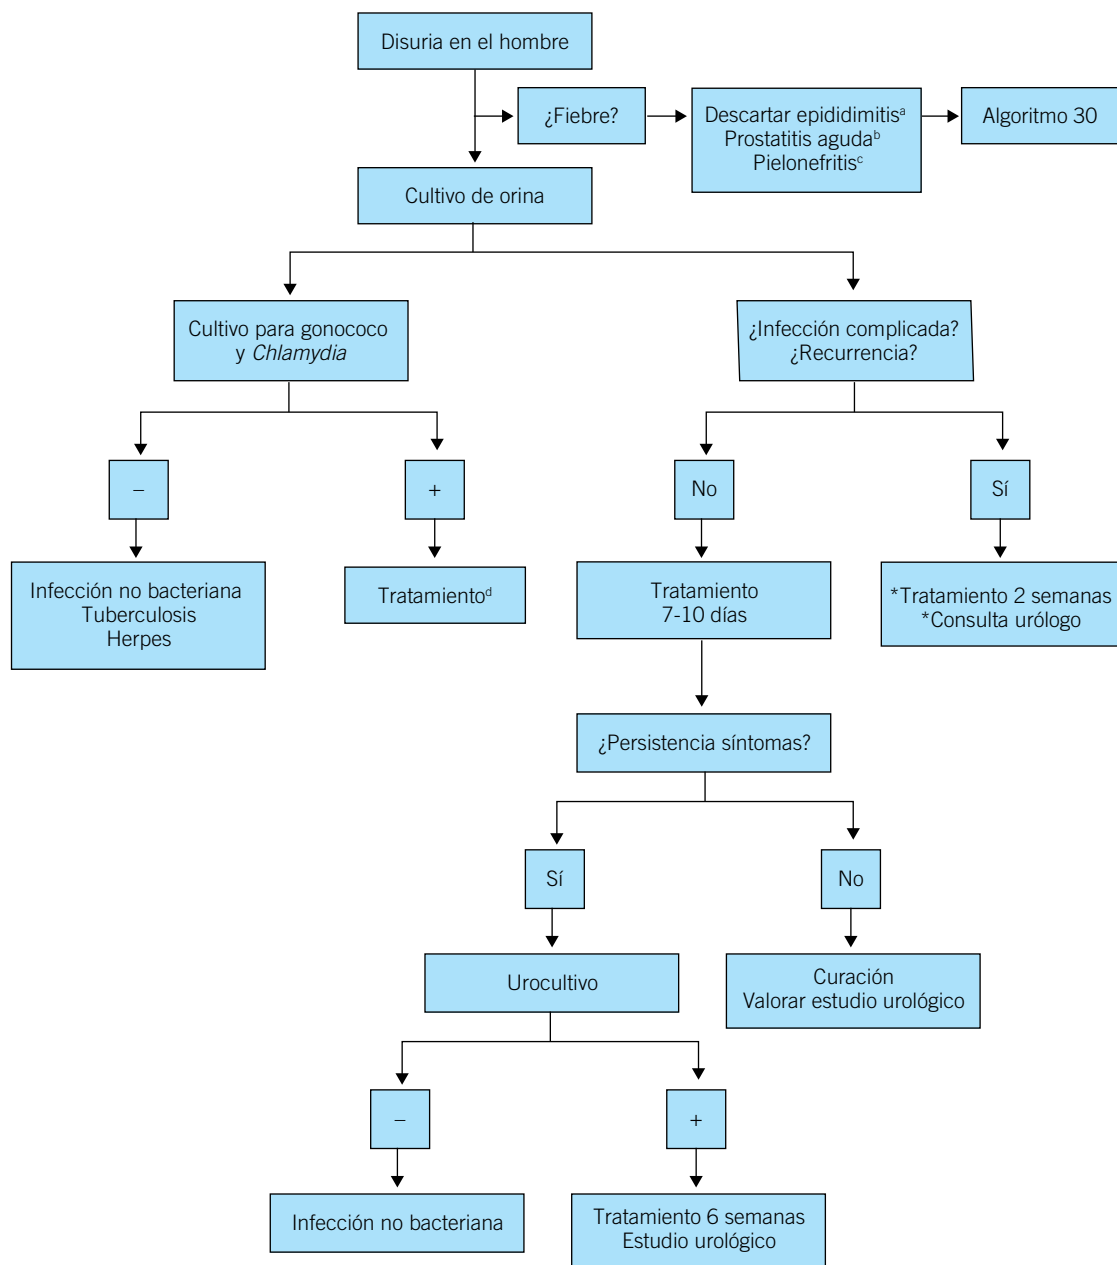 Disuria en el hombre
¿Fiebre?
Descartar epididimitisᵃ
Prostatitis agudaᵇ
Pielonefritisᶜ
Algoritmo 30
Cultivo de orina
Cultivo para gonococo
y Chlamydia
¿Infección complicada?
¿Recurrencia?
–
+
No
Sí
Infección no bacteriana
Tuberculosis
Herpes
Tratamientoᵈ
Tratamiento
7-10 días
*Tratamiento 2 semanas
*Consulta urólogo
¿Persistencia síntomas?
Sí
No
Urocultivo
Curación
Valorar estudio urológico
–
+
Infección no bacteriana
Tratamiento 6 semanas
Estudio urológico